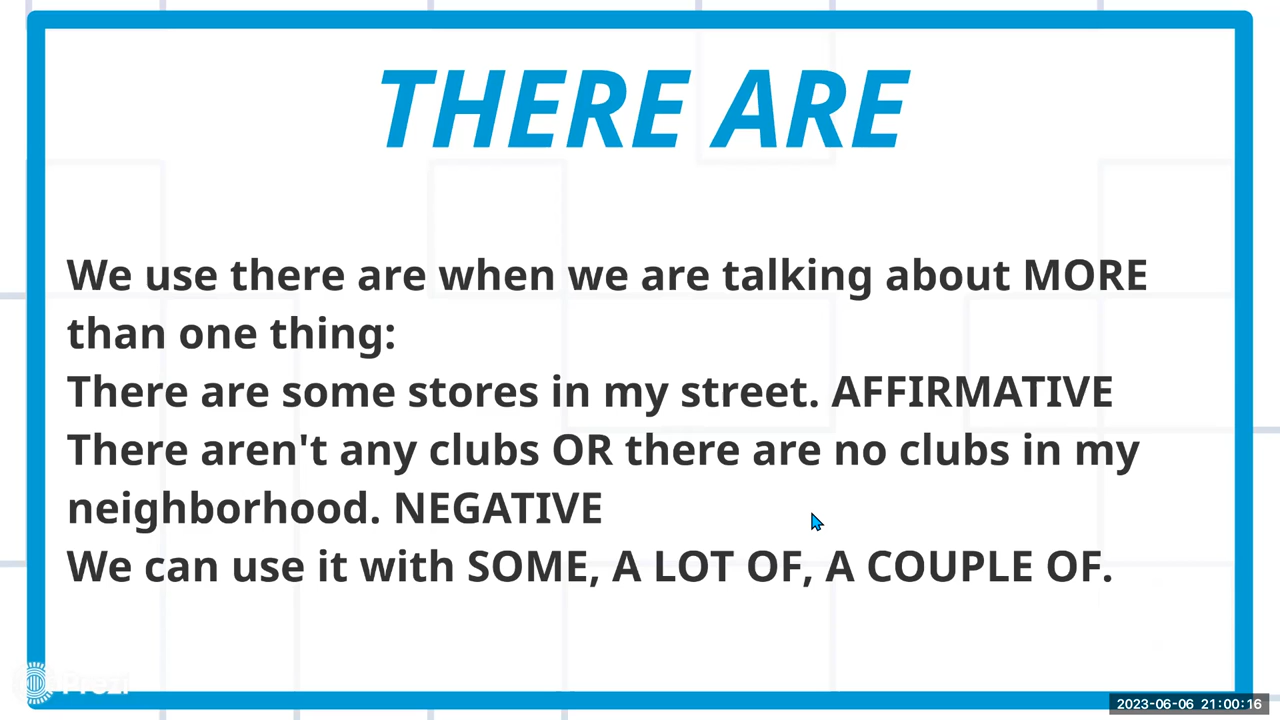 THERE ARE
We use there are when we are talking about MORE
than one thing:
There are some stores in my street. AFFIRMATIVE
There aren't any clubs OR there are no clubs in my
neighborhood. NEGATIVE
We can use it with SOME, A LOT OF, A COUPLE OF.
Prezi
2023-06-06 21:00:16